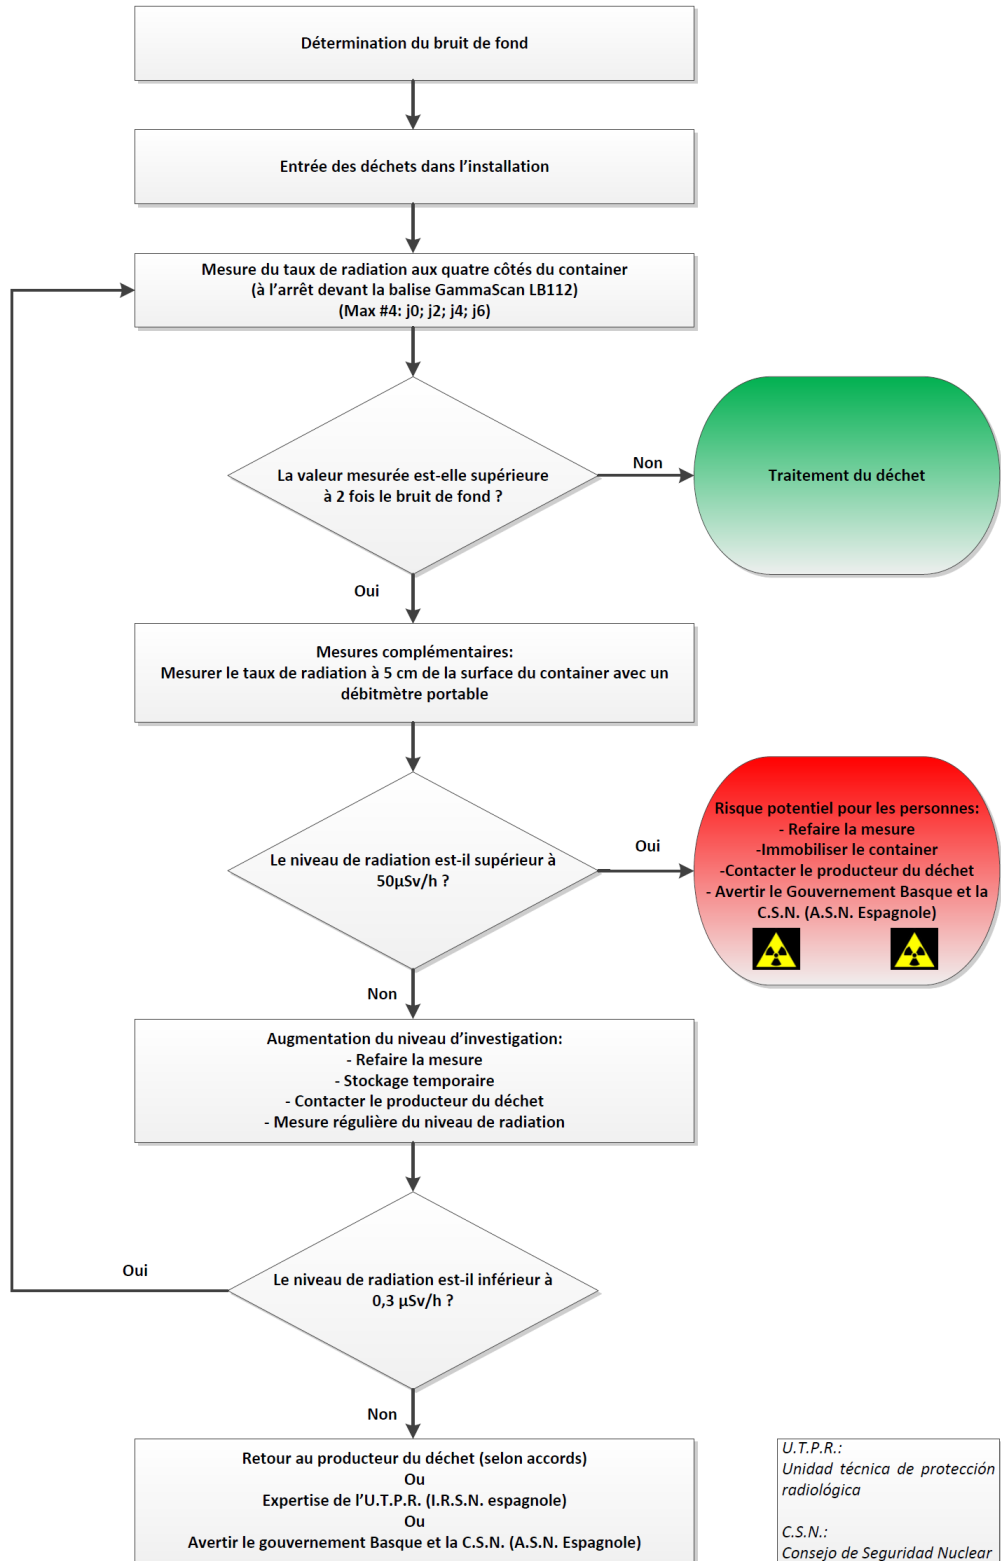 Détermination du bruit de fond
Entrée des déchets dans l’installation
Mesure du taux de radiation aux quatre côtés du container
(à l’arrêt devant la balise GammaScan LB112)
(Max #4: j0; j2; j4; j6)
La valeur mesurée est-elle supérieure
à 2 fois le bruit de fond ?
Non
Traitement du déchet
Oui
Mesures complémentaires:
Mesurer le taux de radiation à 5 cm de la surface du container avec un
débitmètre portable
Le niveau de radiation est-il supérieur à
50µSv/h ?
Oui
Risque potentiel pour les personnes:
- Refaire la mesure
-Immobiliser le container
-Contacter le producteur du déchet
- Avertir le Gouvernement Basque et la
C.S.N. (A.S.N. Espagnole)
Non
Augmentation du niveau d’investigation:
- Refaire la mesure
- Stockage temporaire
- Contacter le producteur du déchet
- Mesure régulière du niveau de radiation
Oui
Le niveau de radiation est-il inférieur à
0,3 µSv/h ?
Non
Retour au producteur du déchet (selon accords)
Ou
Expertise de l’U.T.P.R. (I.R.S.N. espagnole)
Ou
Avertir le gouvernement Basque et la C.S.N. (A.S.N. Espagnole)
U.T.P.R.:
Unidad técnica de protección
radiológica
C.S.N.:
Consejo de Seguridad Nuclear